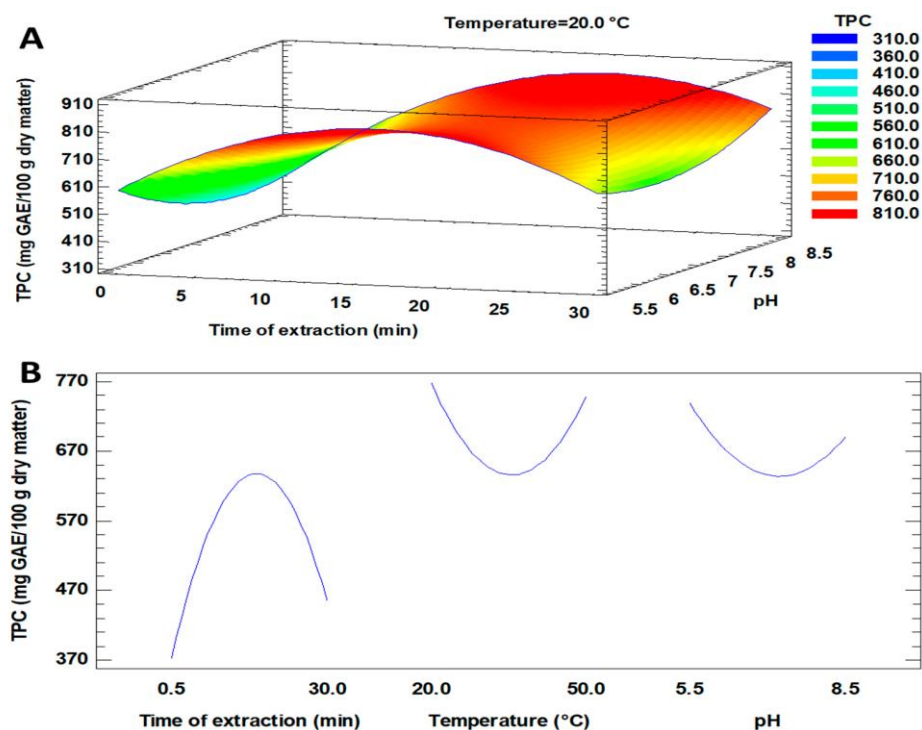 A
Temperature=20.0 °C
TPC
310.0
360.0
410.0
460.0
510.0
560.0
610.0
660.0
710.0
760.0
810.0
TPC (mg GAE/100 g dry matter)
910
810
710
610
510
410
310
0 5 10 15 20 25 30
Time of extraction (min)
5.5 6 6.5 7 7.5 8 8.5
pH
B
TPC (mg GAE/100 g dry matter)
770
670
570
470
370
0.5 30.0 20.0 50.0 5.5 8.5
Time of extraction (min) Temperature (°C) pH